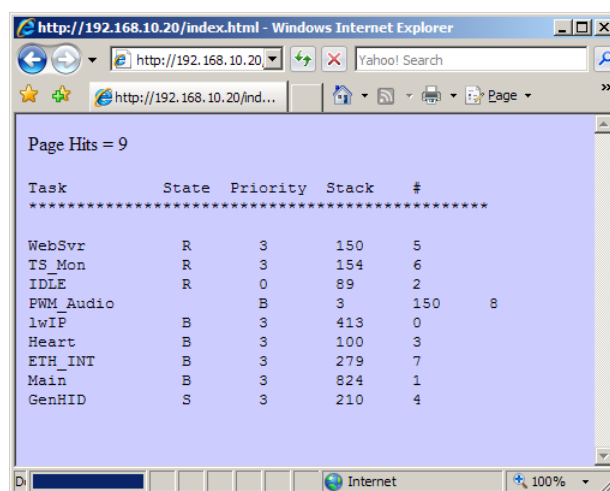 http://192.168.10.20/index.html - Windows Internet Explorer
http://192.168.10.20 Yahoo! Search
http://192.168.10.20/ind... Page
Page Hits = 9
Task State Priority Stack #
************************************************
WebSvr R 3 150 5
TS_Mon R 3 154 6
IDLE R 0 89 2
PWM_Audio B 3 150 8
lwIP B 3 413 0
Heart B 3 100 3
ETH_INT B 3 279 7
Main B 3 824 1
GenHID S 3 210 4
Internet 100%